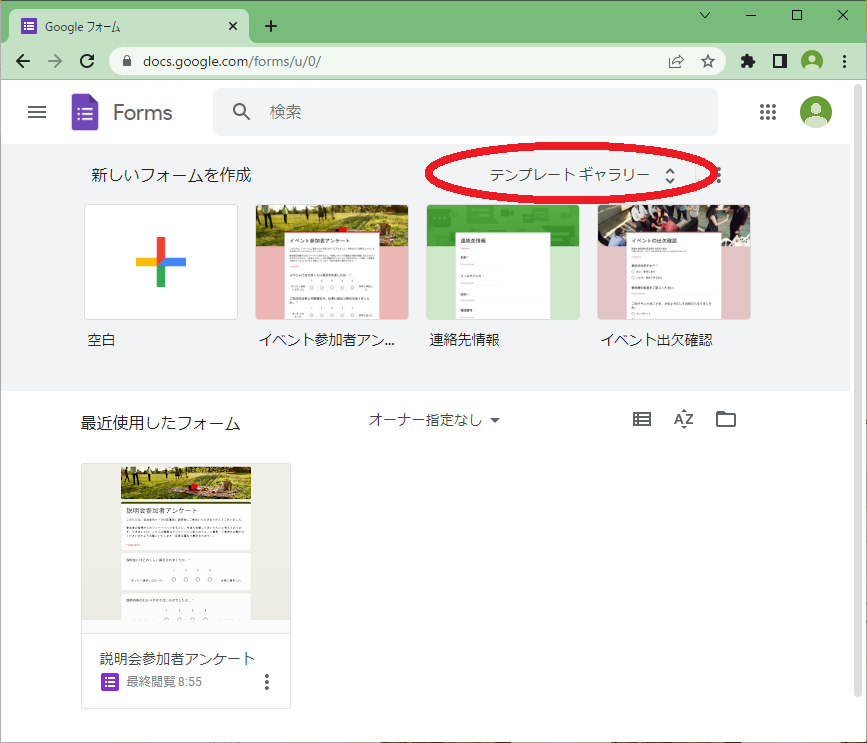 Google フォーム
docs.google.com/forms/u/0/
Forms
検索
新しいフォームを作成
テンプレート ギャラリー
イベント参加者アンケート
連絡先情報
イベントの出欠確認
空白
イベント参加者アン...
連絡先情報
イベント出欠確認
最近使用したフォーム
オーナー指定なし
AZ
説明会参加者アンケート
説明会参加者アンケート
最終閲覧 8:55